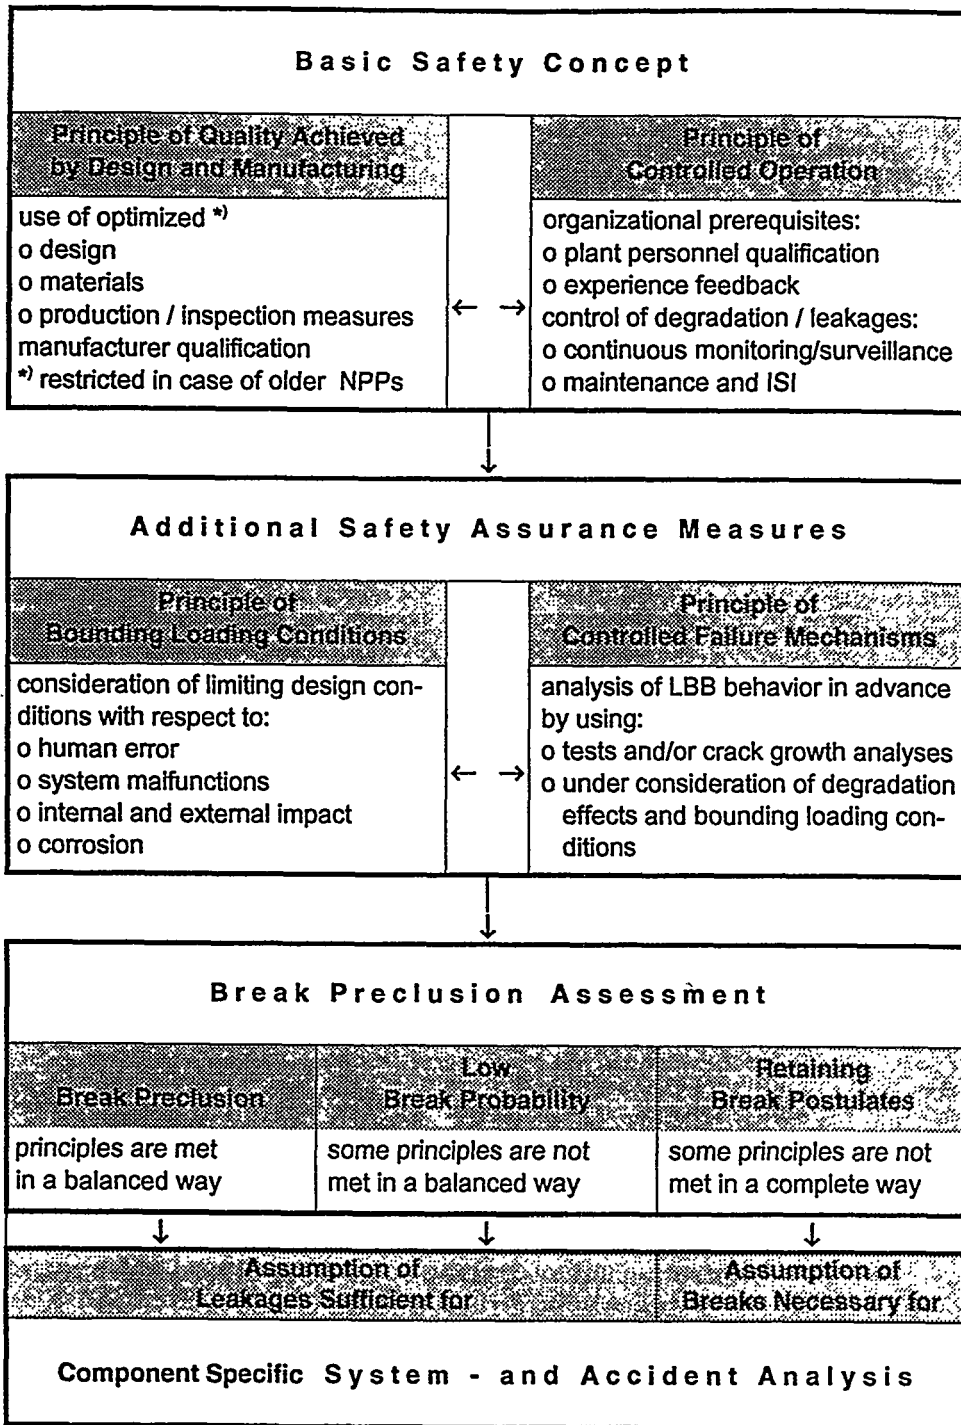 Basic Safety Concept
Principle of Quality Achieved
by Design and Manufacturing
use of optimized *)
o design
o materials
o production / inspection measures
manufacturer qualification
*) restricted in case of older NPPs
← →
Principle of
Controlled Operation
organizational prerequisites:
o plant personnel qualification
o experience feedback
control of degradation / leakages:
o continuous monitoring/surveillance
o maintenance and ISI
↓
Additional Safety Assurance Measures
Principle of
Bounding Loading Conditions
consideration of limiting design con-
ditions with respect to:
o human error
o system malfunctions
o internal and external impact
o corrosion
← →
Principle of
Controlled Failure Mechanisms
analysis of LBB behavior in advance
by using:
o tests and/or crack growth analyses
o under consideration of degradation
effects and bounding loading con-
ditions
↓
Break Preclusion Assessment
Break Preclusion
principles are met
in a balanced way
Low
Break Probability
some principles are not
met in a balanced way
Retaining
Break Postulates
some principles are not
met in a complete way
↓ ↓ ↓
Assumption of
Leakages Sufficient for
Assumption of
Breaks Necessary for
Component Specific System - and Accident Analysis